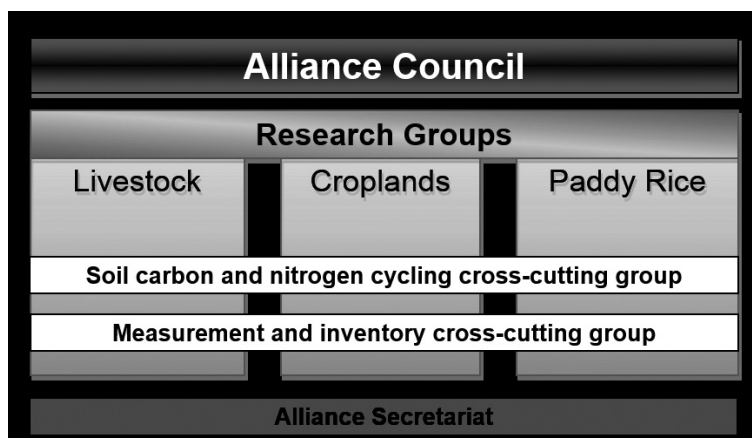 Alliance Council
Research Groups
Livestock
Croplands
Paddy Rice
Soil carbon and nitrogen cycling cross-cutting group
Measurement and inventory cross-cutting group
Alliance Secretariat